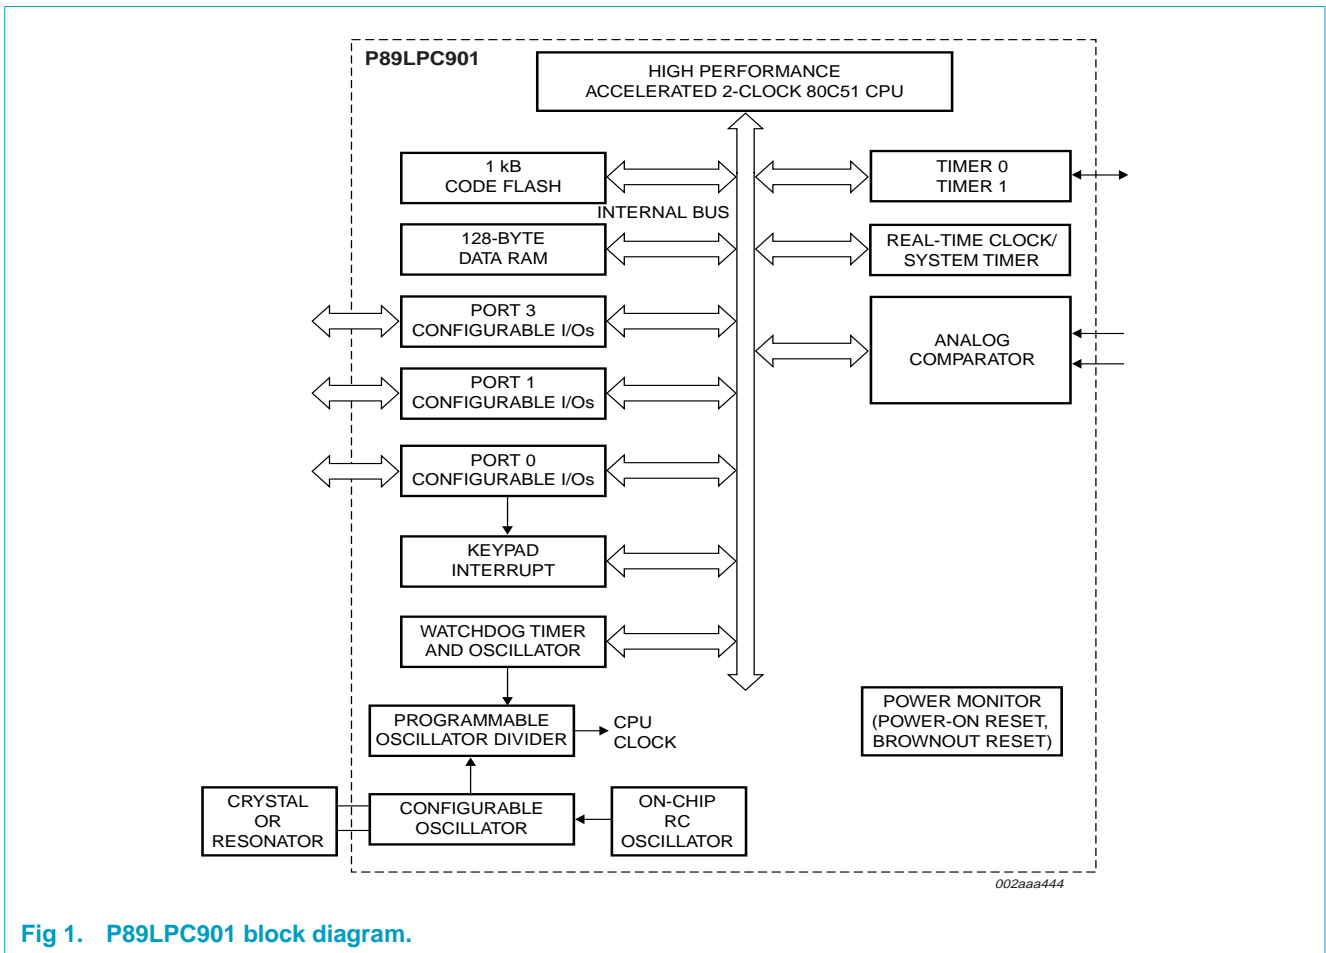 P89LPC901
HIGH PERFORMANCE
ACCELERATED 2-CLOCK 80C51 CPU
1 kB
CODE FLASH
TIMER 0
TIMER 1
INTERNAL BUS
128-BYTE
DATA RAM
REAL-TIME CLOCK/
SYSTEM TIMER
PORT 3
CONFIGURABLE I/Os
ANALOG
COMPARATOR
PORT 1
CONFIGURABLE I/Os
PORT 0
CONFIGURABLE I/Os
KEYPAD
INTERRUPT
WATCHDOG TIMER
AND OSCILLATOR
POWER MONITOR
(POWER-ON RESET,
BROWNOUT RESET)
PROGRAMMABLE
OSCILLATOR DIVIDER
CPU
CLOCK
CRYSTAL
OR
RESONATOR
CONFIGURABLE
OSCILLATOR
ON-CHIP
RC
OSCILLATOR
002aaa444
Fig 1. P89LPC901 block diagram.